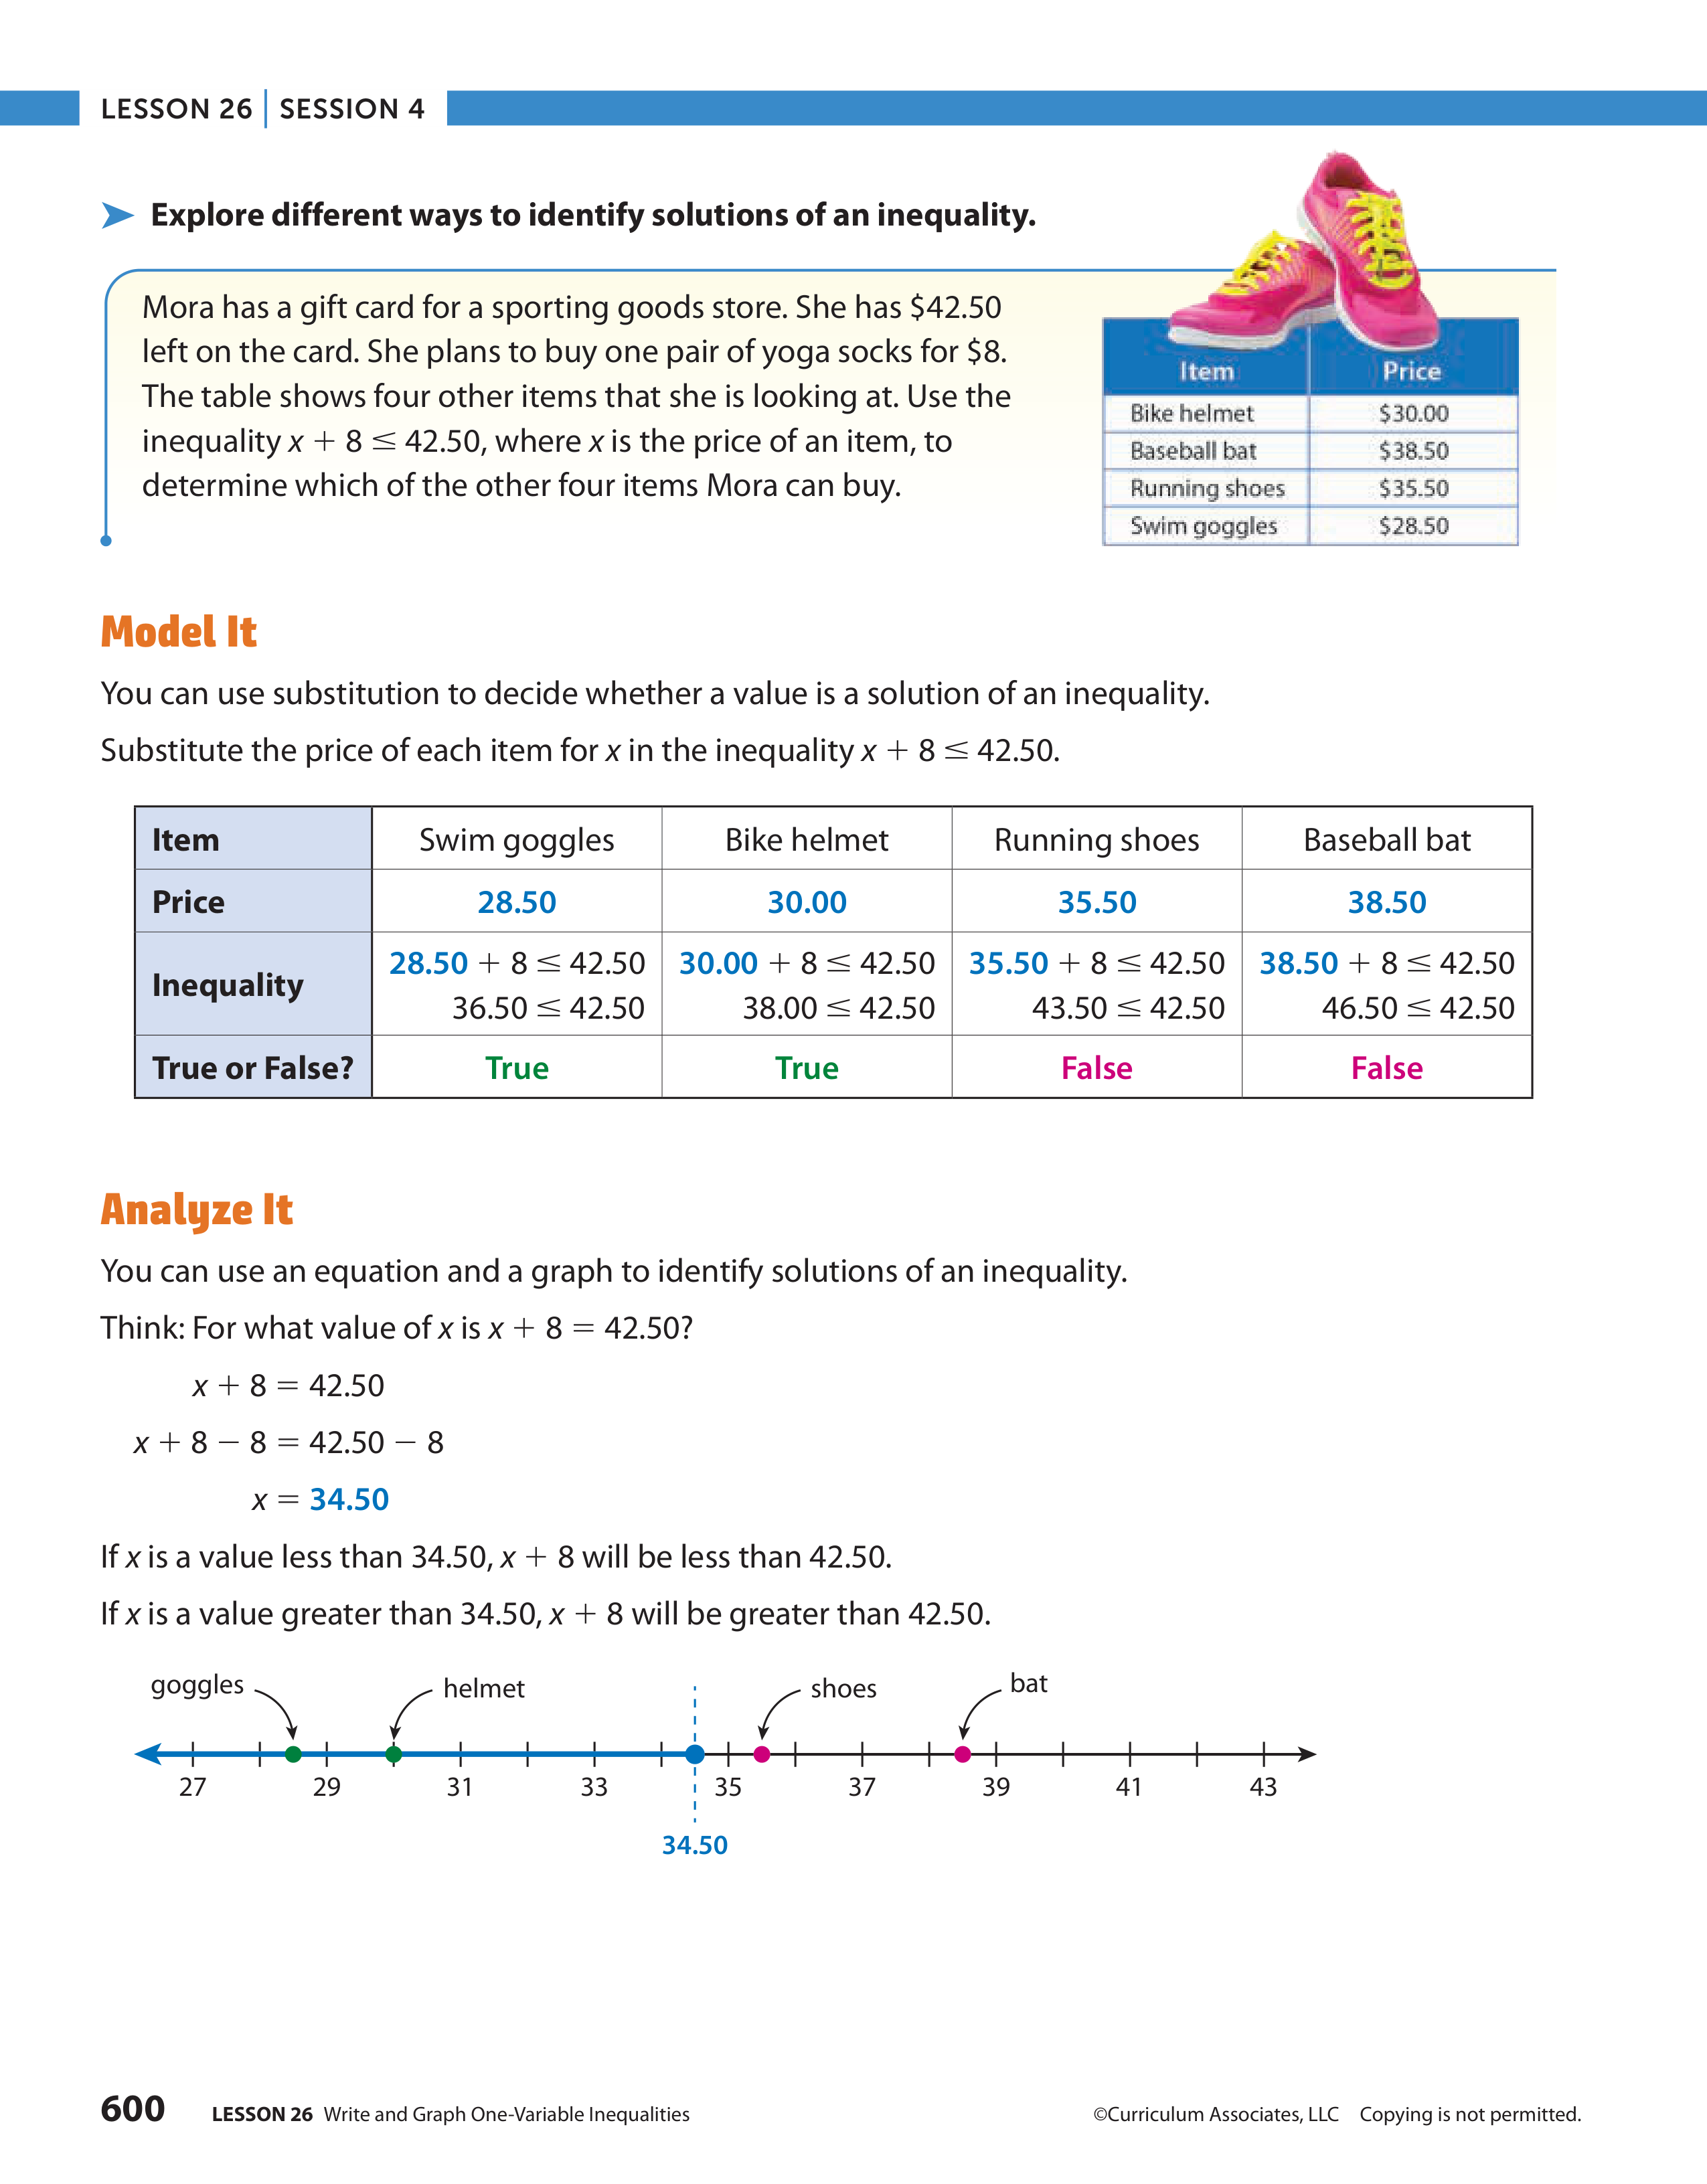 LESSON 26 | SESSION 4
Explore different ways to identify solutions of an inequality.
Mora has a gift card for a sporting goods store. She has $42.50
left on the card. She plans to buy one pair of yoga socks for $8.
The table shows four other items that she is looking at. Use the
inequality x + 8 ≤ 42.50, where x is the price of an item, to
determine which of the other four items Mora can buy.
Item Price
Bike helmet $30.00
Baseball bat $38.50
Running shoes $35.50
Swim goggles $28.50
Model It
You can use substitution to decide whether a value is a solution of an inequality.
Substitute the price of each item for x in the inequality x + 8 ≤ 42.50.
Item Swim goggles Bike helmet Running shoes Baseball bat
Price 28.50 30.00 35.50 38.50
Inequality
28.50 + 8 ≤ 42.50 30.00 + 8 ≤ 42.50 35.50 + 8 ≤ 42.50 38.50 + 8 ≤ 42.50
36.50 ≤ 42.50 38.00 ≤ 42.50 43.50 ≤ 42.50 46.50 ≤ 42.50
True or False? True True False False
Analyze It
You can use an equation and a graph to identify solutions of an inequality.
Think: For what value of x is x + 8 = 42.50?
x + 8 = 42.50
x + 8 − 8 = 42.50 − 8
x = 34.50
If x is a value less than 34.50, x + 8 will be less than 42.50.
If x is a value greater than 34.50, x + 8 will be greater than 42.50.
goggles helmet shoes bat
27 29 31 33 35 37 39 41 43
34.50
600 LESSON 26 Write and Graph One-Variable Inequalities ©Curriculum Associates, LLC Copying is not permitted.